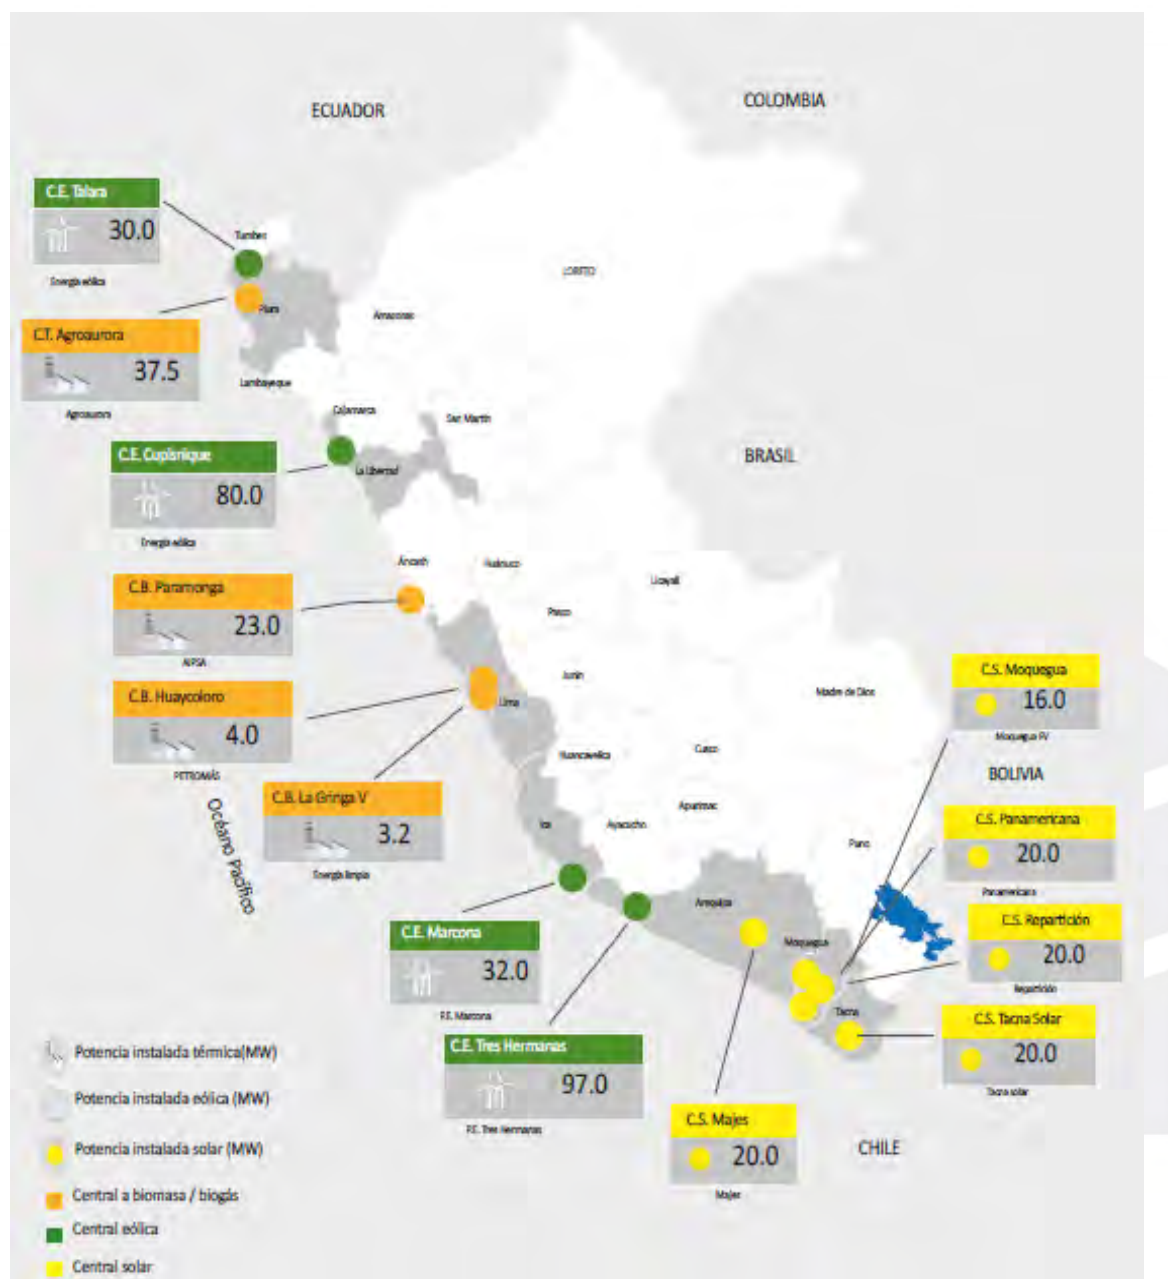 ECUADOR
COLOMBIA
C.E. Talara
30.0
Energía eólica
Tumbes
LORETO
Piura
Amazonas
C.T. Agroaurora
37.5
Agroaurora
Lambayeque
Cajamarca
San Martín
C.E. Cupisnique
80.0
Energía eólica
La Libertad
BRASIL
Ancash
Huánuco
Ucayali
C.B. Paramonga
23.0
AIPSA
Pasco
Junín
Madre de Dios
C.S. Moquegua
16.0
Moquegua FV
C.B. Huaycoloro
4.0
PETROMÁS
Lima
Huancavelica
Cusco
BOLIVIA
C.B. La Gringa V
3.2
Energía limpia
Océano Pacífico
Ica
Ayacucho
Apurimac
Puno
C.S. Panamericana
20.0
Panamericana
Arequipa
Moquegua
C.S. Repartición
20.0
Repartición
C.E. Marcona
32.0
P.E. Marcona
Tacna
C.S. Tacna Solar
20.0
Tacna solar
C.E. Tres Hermanas
97.0
P.E. Tres Hermanas
C.S. Majes
20.0
Majes
CHILE
Potencia instalada térmica(MW)
Potencia instalada eólica (MW)
Potencia instalada solar (MW)
Central a biomasa / biogás
Central eólica
Central solar